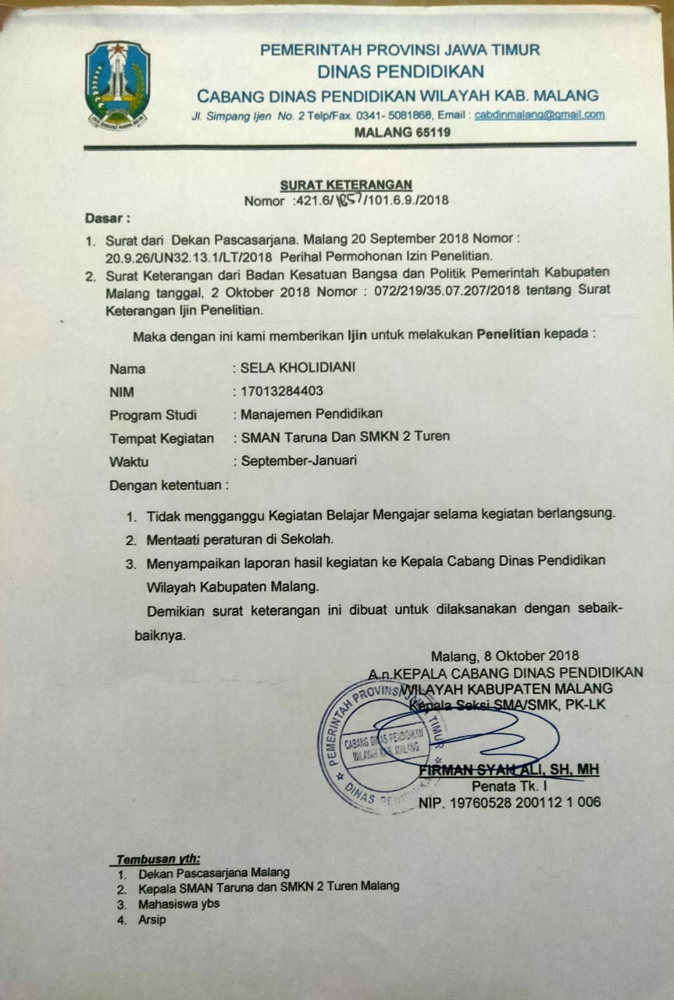 PEMERINTAH PROVINSI JAWA TIMUR
DINAS PENDIDIKAN
CABANG DINAS PENDIDIKAN WILAYAH KAB. MALANG
Jl. Simpang Ijen No. 2 Telp/Fax. 0341- 5081868, Email : cabdinmalang@gmail.com
MALANG 65119
SURAT KETERANGAN
Nomor :421.6/1857/101.6.9./2018
Dasar :
1. Surat dari Dekan Pascasarjana. Malang 20 September 2018 Nomor :
20.9.26/UN32.13.1/LT/2018 Perihal Permohonan Izin Penelitian.
2. Surat Keterangan dari Badan Kesatuan Bangsa dan Politik Pemerintah Kabupaten
Malang tanggal, 2 Oktober 2018 Nomor : 072/219/35.07.207/2018 tentang Surat
Keterangan Ijin Penelitian.
Maka dengan ini kami memberikan Ijin untuk melakukan Penelitian kepada :
Nama : SELA KHOLIDIANI
NIM : 17013284403
Program Studi : Manajemen Pendidikan
Tempat Kegiatan : SMAN Taruna Dan SMKN 2 Turen
Waktu : September-Januari
Dengan ketentuan :
1. Tidak mengganggu Kegiatan Belajar Mengajar selama kegiatan berlangsung.
2. Mentaati peraturan di Sekolah.
3. Menyampaikan laporan hasil kegiatan ke Kepala Cabang Dinas Pendidikan
Wilayah Kabupaten Malang.
Demikian surat keterangan ini dibuat untuk dilaksanakan dengan sebaik-
baiknya.
Malang, 8 Oktober 2018
A.n.KEPALA CABANG DINAS PENDIDIKAN
WILAYAH KABUPATEN MALANG
Kepala Seksi SMA/SMK, PK-LK
PEMERINTAH PROVINSI JAWA TIMUR
CABANG DINAS PENDIDIKAN
WILAYAH KAB. MALANG
DINAS PENDIDIKAN
FIRMAN SYAH ALI, SH, MH
Penata Tk. I
NIP. 19760528 200112 1 006
Tembusan yth:
1. Dekan Pascasarjana Malang
2. Kepala SMAN Taruna dan SMKN 2 Turen Malang
3. Mahasiswa ybs
4. Arsip